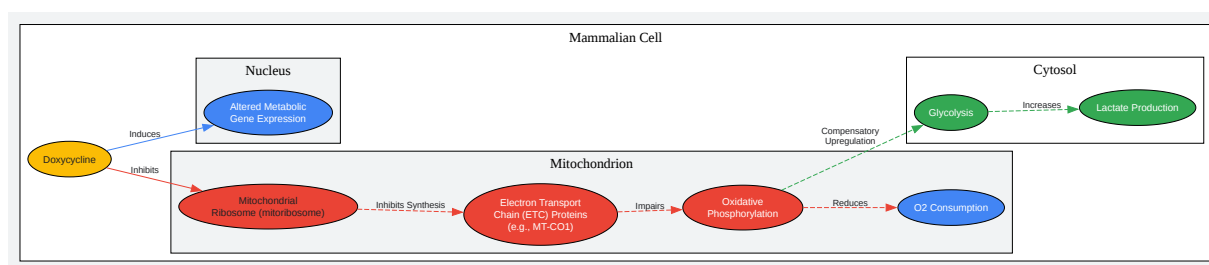 Mammalian Cell
Nucleus
Altered Metabolic
Gene Expression
Cytosol
Glycolysis
Increases
Lactate Production
Induces
Doxycycline
Inhibits
Compensatory
Upregulation
Mitochondrion
Mitochondrial
Ribosome (mitoribosome)
Inhibits Synthesis
Electron Transport
Chain (ETC) Proteins
(e.g., MT-CO1)
Impairs
Oxidative
Phosphorylation
Reduces
O2 Consumption